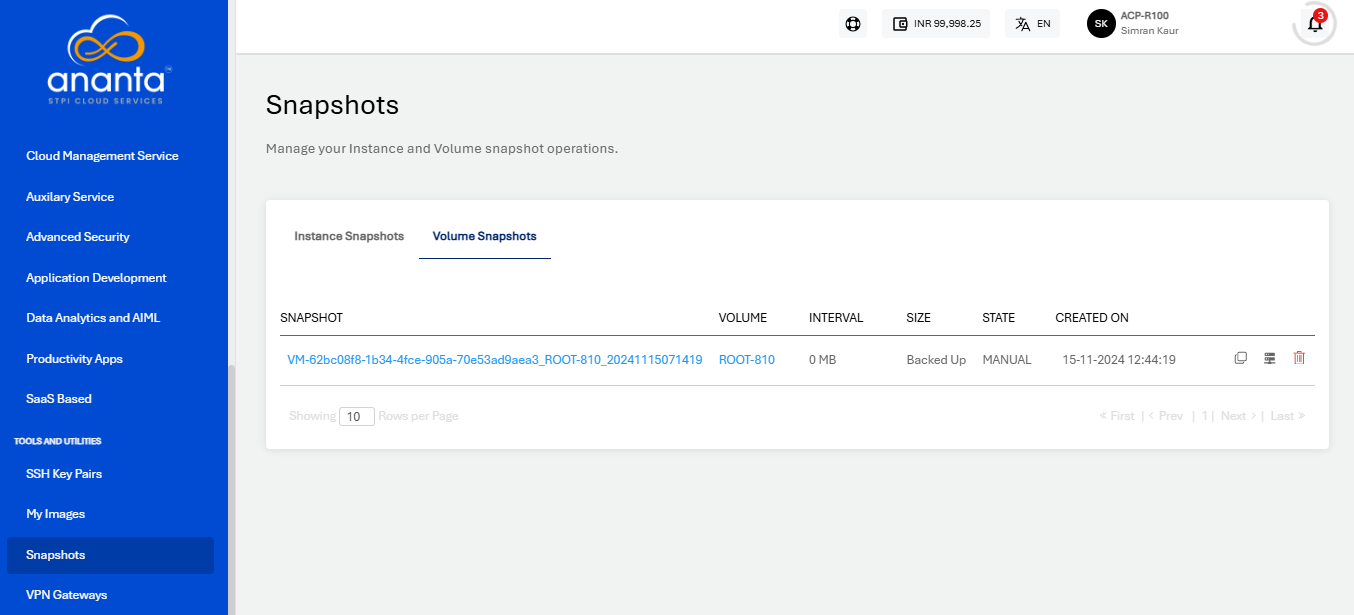 ananta™
STPI CLOUD SERVICES
Cloud Management Service
Auxilary Service
Advanced Security
Application Development
Data Analytics and AIML
Productivity Apps
SaaS Based
TOOLS AND UTILITIES
SSH Key Pairs
My Images
Snapshots
VPN Gateways
INR 99,998.25
EN
SK
ACP-R100
Simran Kaur
3
Snapshots
Manage your Instance and Volume snapshot operations.
Instance Snapshots Volume Snapshots
SNAPSHOT VOLUME INTERVAL SIZE STATE CREATED ON
VM-62bc08f8-1b34-4fce-905a-70e53ad9aea3_ROOT-810_20241115071419 ROOT-810 0 MB Backed Up MANUAL 15-11-2024 12:44:19
Showing 10 Rows per Page
« First | < Prev | 1 | Next > | Last »